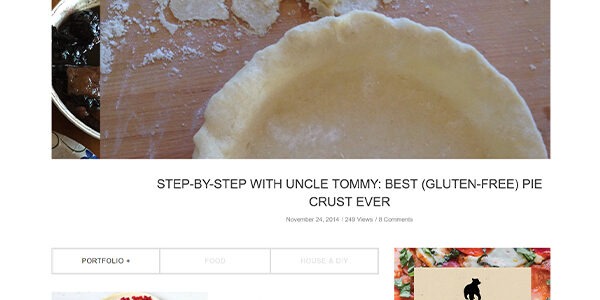 STEP-BY-STEP WITH UNCLE TOMMY: BEST (GLUTEN-FREE) PIE
CRUST EVER
November 24, 2014 / 249 Views / 8 Comments
PORTFOLIO +
FOOD
HOUSE & DIY